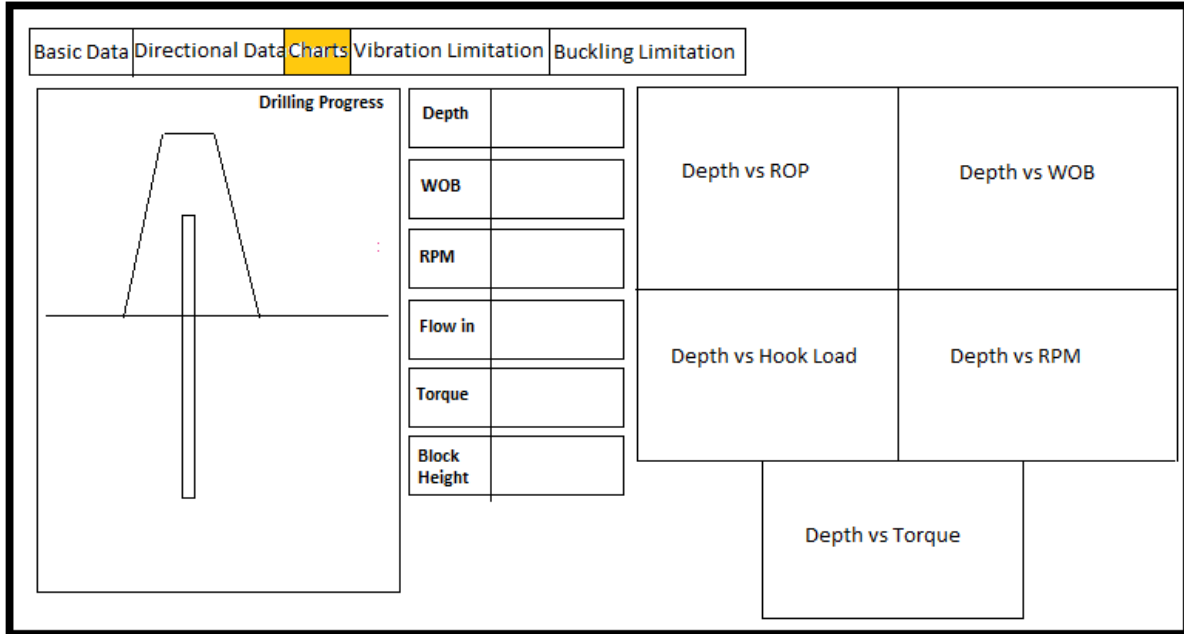 Basic Data Directional Data Charts Vibration Limitation Buckling Limitation
Drilling Progress
Depth
WOB
RPM
Flow in
Torque
Block
Height
Depth vs ROP
Depth vs WOB
Depth vs Hook Load
Depth vs RPM
Depth vs Torque